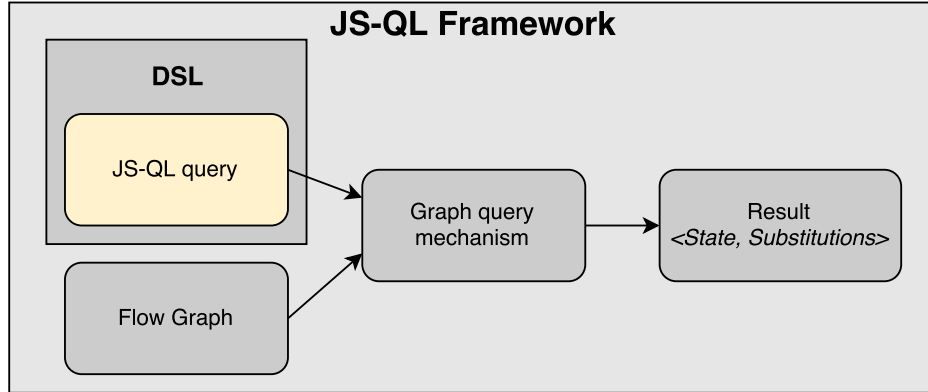 JS-QL Framework
DSL
JS-QL query
Graph query
mechanism
Result
<State, Substitutions>
Flow Graph